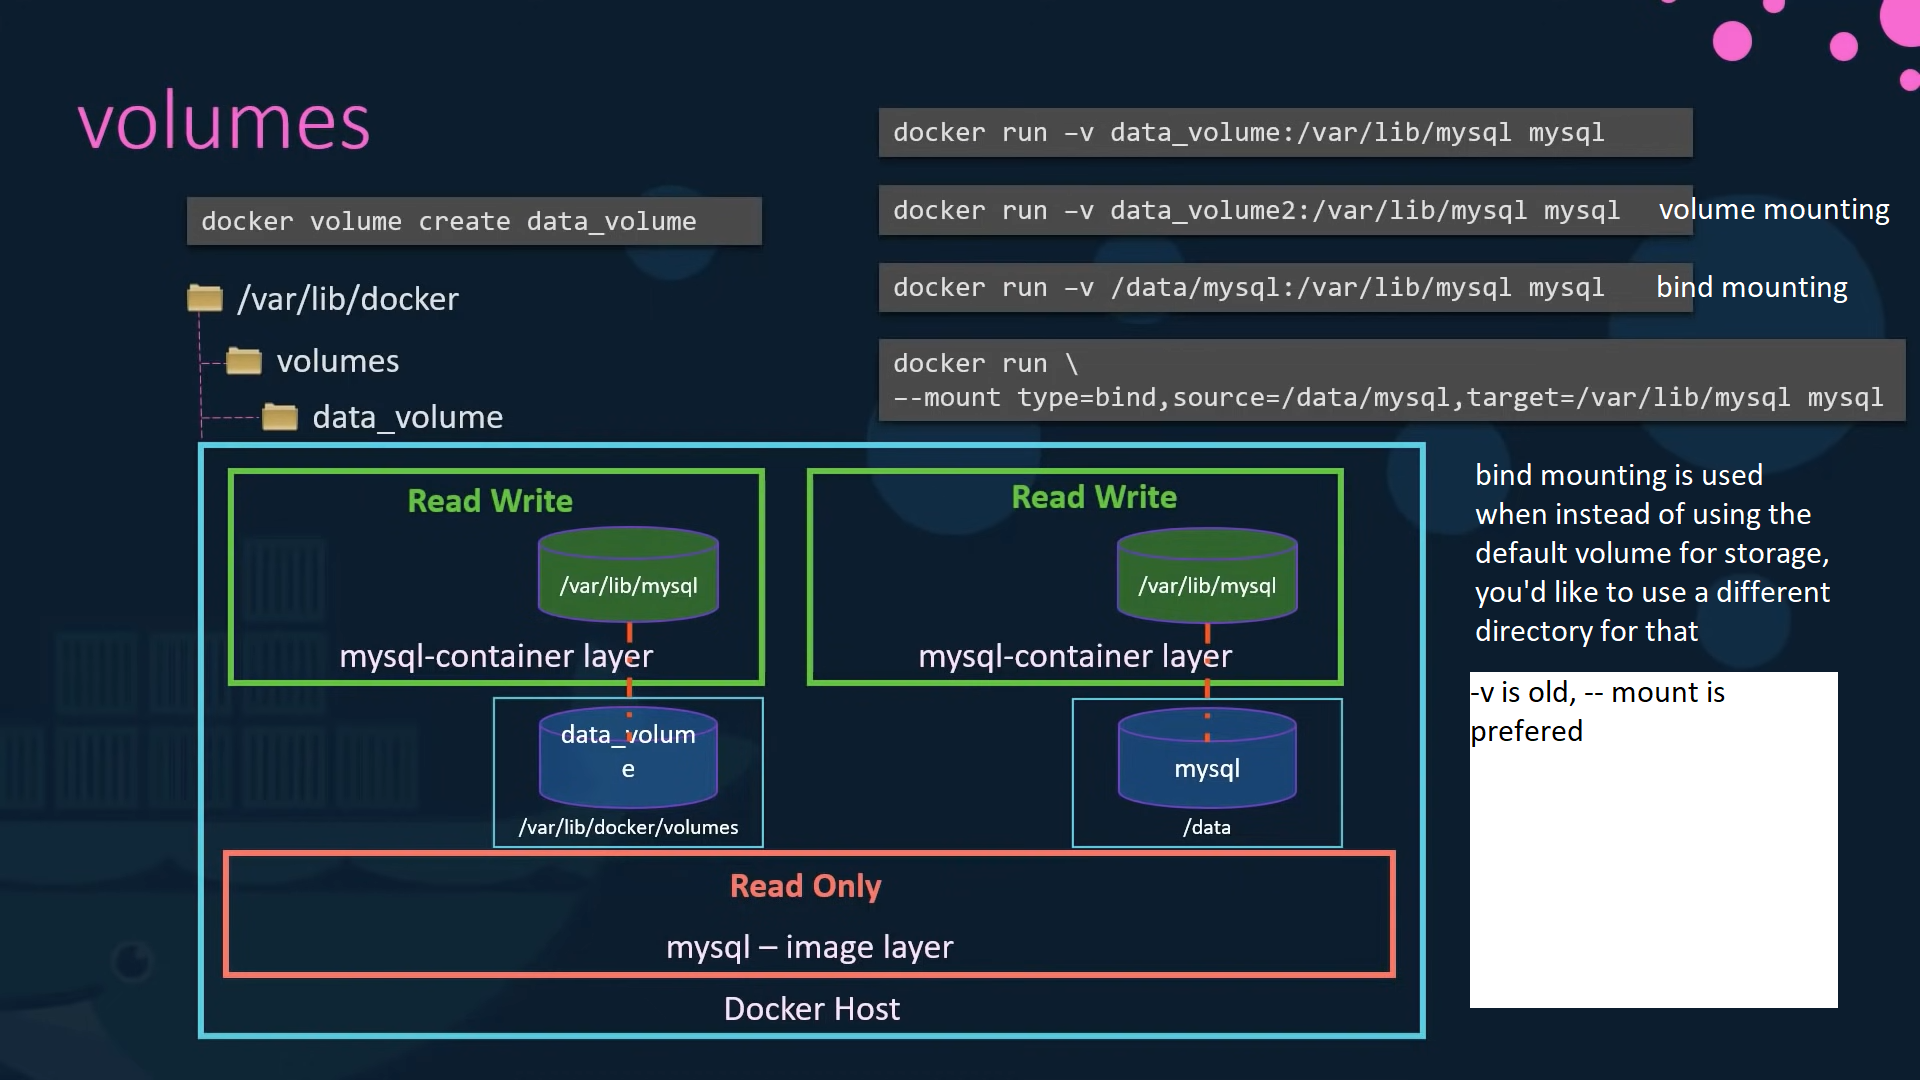 volumes
docker volume create data_volume
/var/lib/docker
volumes
data_volume
docker run –v data_volume:/var/lib/mysql mysql
docker run –v data_volume2:/var/lib/mysql mysql
volume mounting
docker run –v /data/mysql:/var/lib/mysql mysql
bind mounting
docker run \
–-mount type=bind,source=/data/mysql,target=/var/lib/mysql mysql
Read Write
/var/lib/mysql
mysql-container layer
data_volum
e
/var/lib/docker/volumes
Read Write
/var/lib/mysql
mysql-container layer
mysql
/data
Read Only
mysql – image layer
Docker Host
bind mounting is used
when instead of using the
default volume for storage,
you'd like to use a different
directory for that
-v is old, -- mount is
prefered